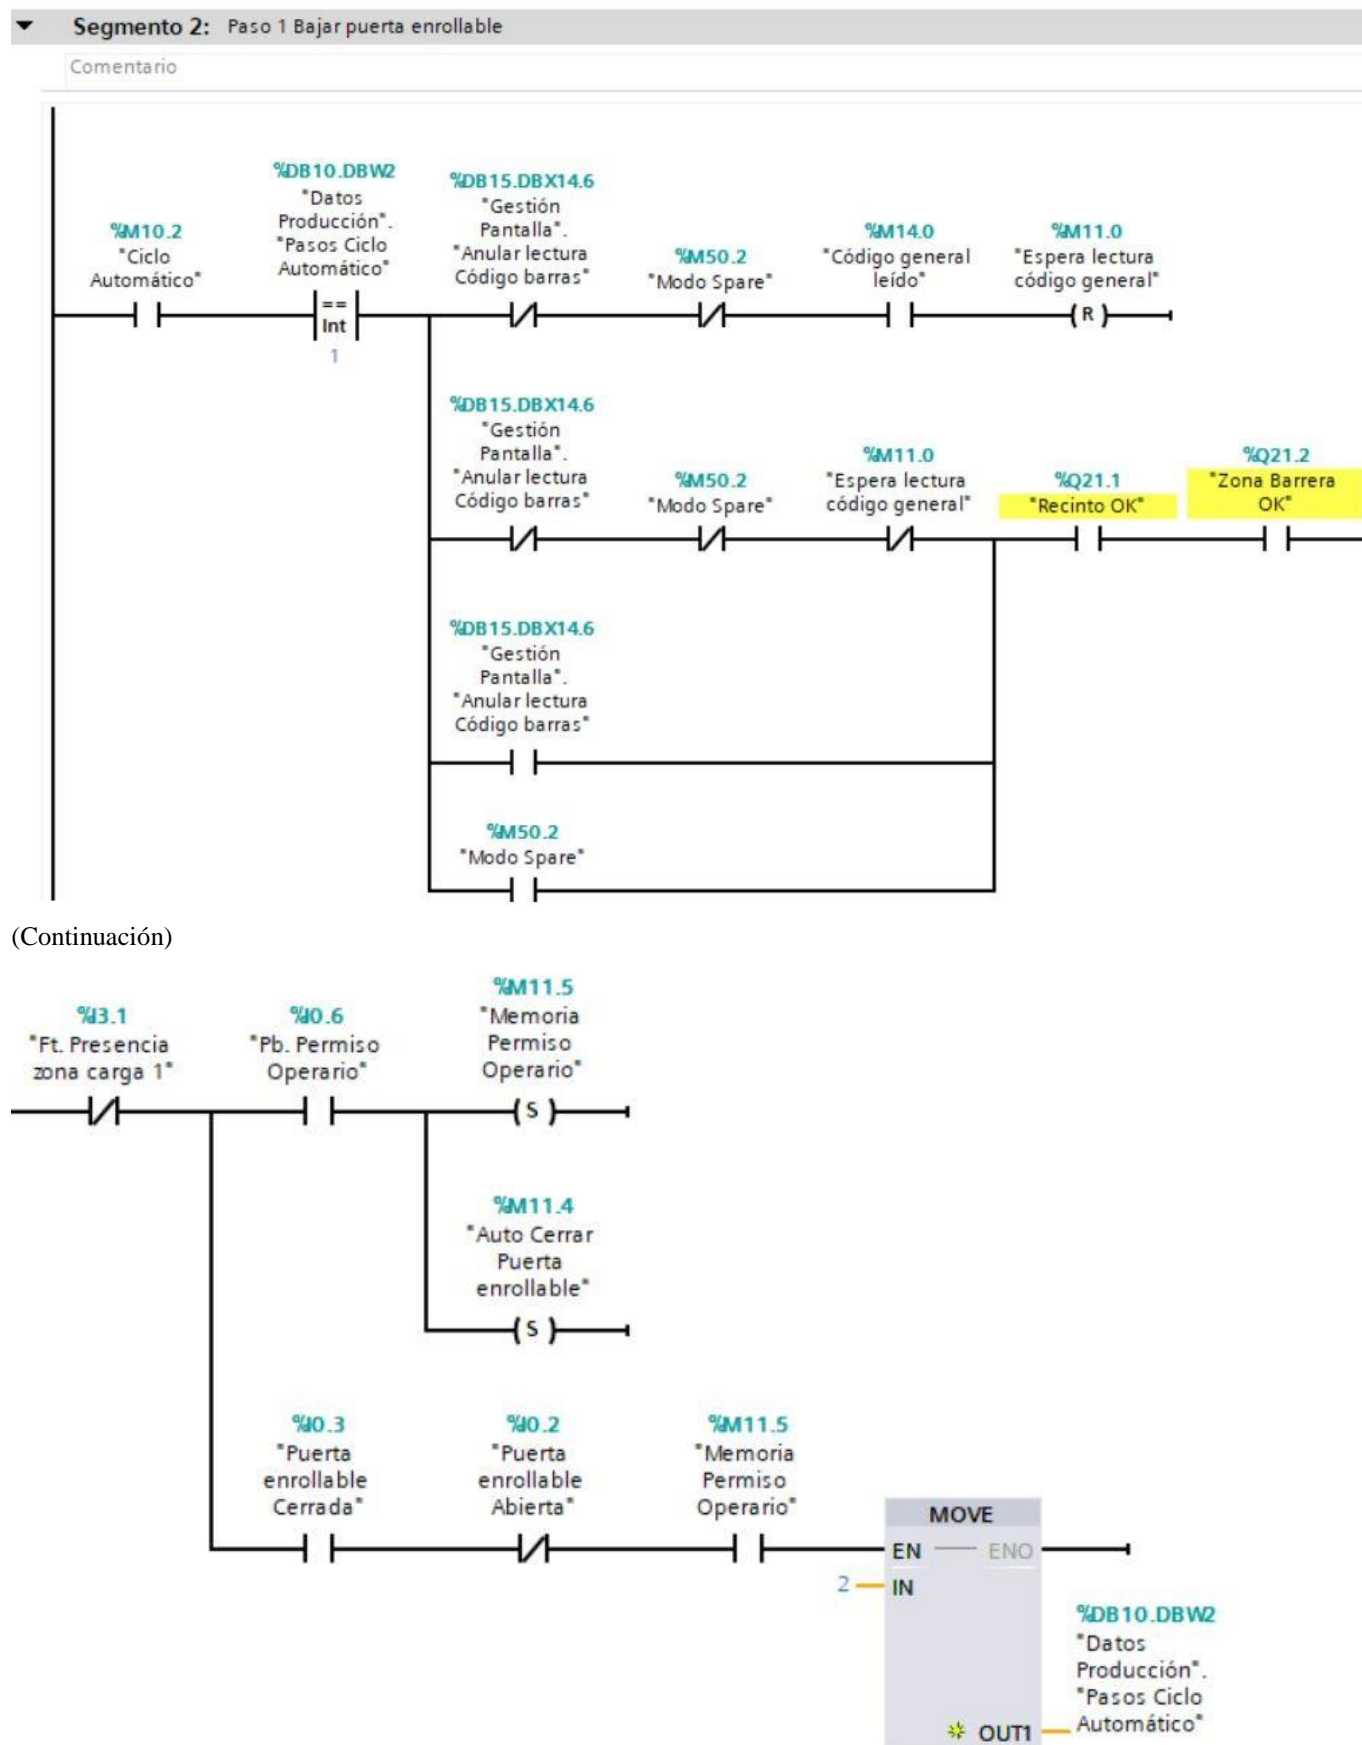 Segmento 2: Paso 1 Bajar puerta enrollable
Comentario
%M10.2
"Ciclo
Automático"
%DB10.DBW2
"Datos
Producción".
"Pasos Ciclo
Automático"
==
Int
1
%DB15.DBX14.6
"Gestión
Pantalla".
"Anular lectura
Código barras"
%M50.2
"Modo Spare"
%M14.0
"Código general
leído"
%M11.0
"Espera lectura
código general"
R
%DB15.DBX14.6
"Gestión
Pantalla".
"Anular lectura
Código barras"
%M50.2
"Modo Spare"
%M11.0
"Espera lectura
código general"
%Q21.1
"Recinto OK"
%Q21.2
"Zona Barrera
OK"
%DB15.DBX14.6
"Gestión
Pantalla".
"Anular lectura
Código barras"
%M50.2
"Modo Spare"
(Continuación)
%I3.1
"Ft. Presencia
zona carga 1"
%I0.6
"Pb. Permiso
Operario"
%M11.5
"Memoria
Permiso
Operario"
S
%M11.4
"Auto Cerrar
Puerta
enrollable"
S
%I0.3
"Puerta
enrollable
Cerrada"
%I0.2
"Puerta
enrollable
Abierta"
%M11.5
"Memoria
Permiso
Operario"
MOVE
EN ENO
2 IN
%DB10.DBW2
"Datos
Producción".
"Pasos Ciclo
Automático"
OUT1